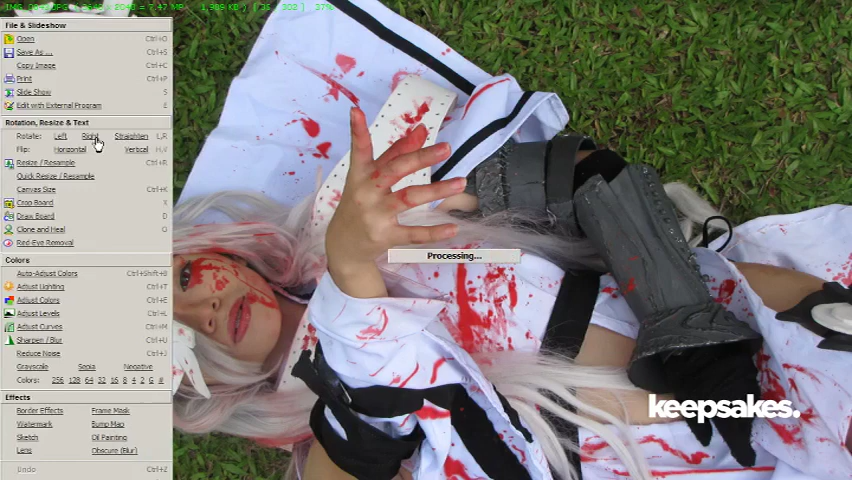 File & Slideshow
Open Ctrl+O
Save As ... Ctrl+S
Copy Image Ctrl+C
Print Ctrl+P
Slide Show S
Edit with External Program
Rotation, Resize & Text
Rotate: Left Right Straighten L,R
Flip: Horizontal Vertical H,V
Resize / Resample Ctrl+R
Quick Resize / Resample
Canvas Size Ctrl+K
Crop Board X
Draw Board D
Clone and Heal O
Red-Eye Removal
Colors
Auto-Adjust Colors Ctrl+Shift+B
Adjust Lighting Ctrl+T
Adjust Colors Ctrl+E
Adjust Levels Ctrl+L
Adjust Curves Ctrl+M
Sharpen / Blur Ctrl+U
Reduce Noise Ctrl+J
Grayscale Sepia Negative
Colors: 256 128 64 32 16 8 4 2 G #
Effects
Border Effects Frame Mask
Watermark Bump Map
Sketch Oil Painting
Lens Obscure (Blur)
Undo Ctrl+Z
Processing...
keepsakes.